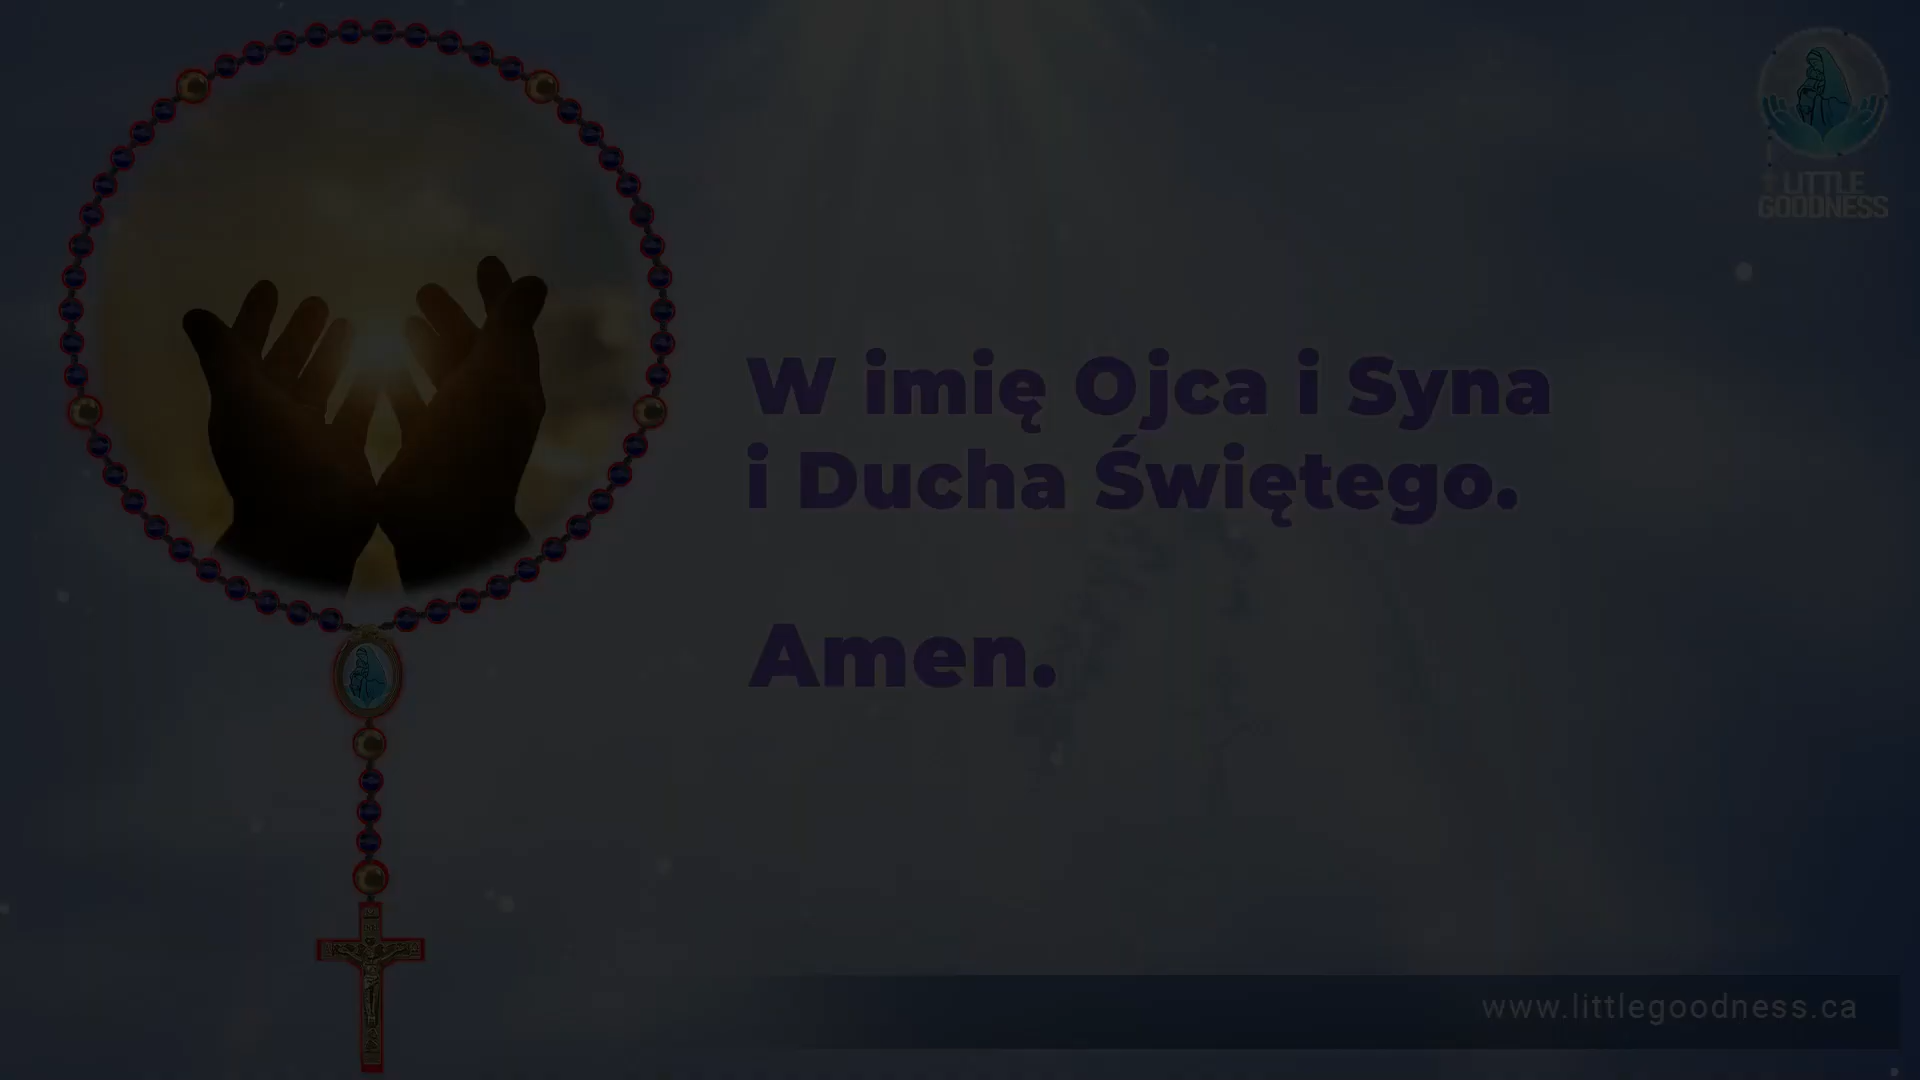 LITTLE
GOODNESS
W imię Ojca i Syna
i Ducha Świętego.
Amen.
www.littlegoodness.ca